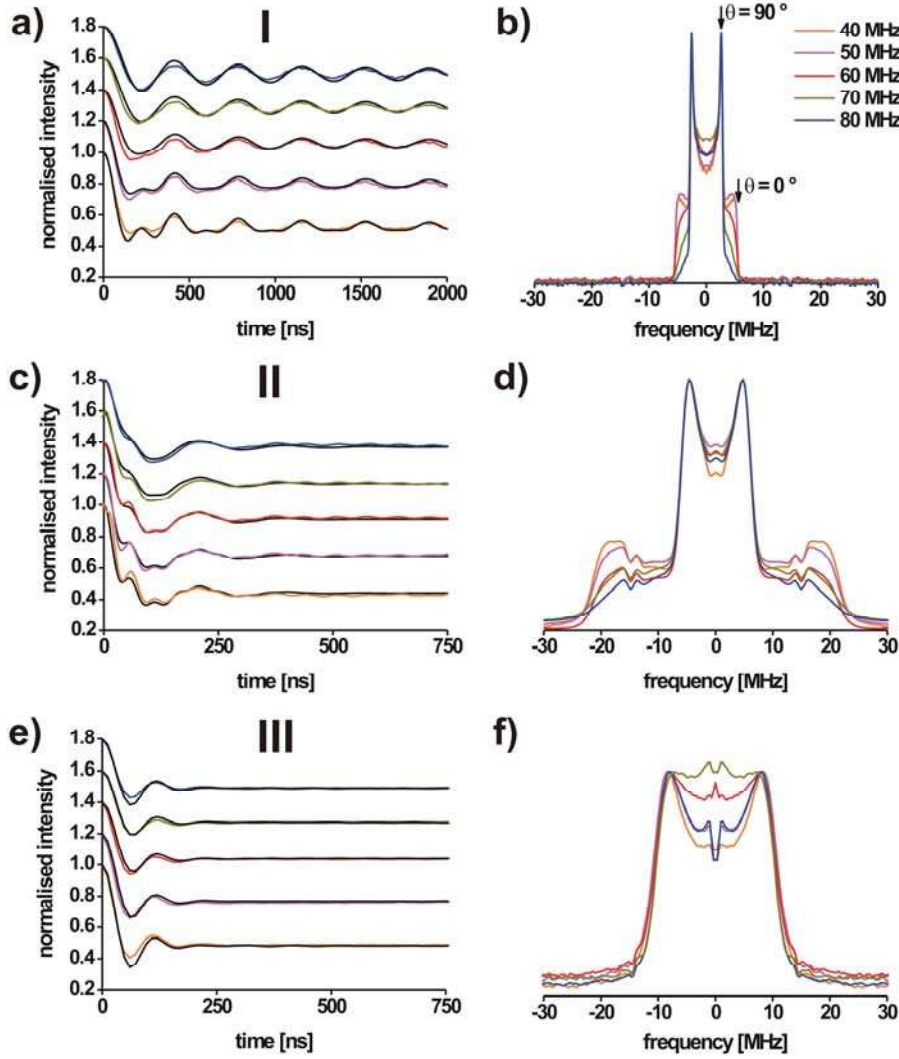 a)
I
normalised intensity
1.8
1.6
1.4
1.2
1.0
0.8
0.6
0.4
0.2
0
500
1000
1500
2000
time [ns]
b)
θ = 90 °
θ = 0 °
40 MHz
50 MHz
60 MHz
70 MHz
80 MHz
-30
-20
-10
0
10
20
30
frequency [MHz]
c)
II
normalised intensity
1.8
1.6
1.4
1.2
1.0
0.8
0.6
0.4
0.2
0
250
500
750
time [ns]
d)
-30
-20
-10
0
10
20
30
frequency [MHz]
e)
III
normalised intensity
1.8
1.6
1.4
1.2
1.0
0.8
0.6
0.4
0.2
0
250
500
750
time [ns]
f)
-30
-20
-10
0
10
20
30
frequency [MHz]